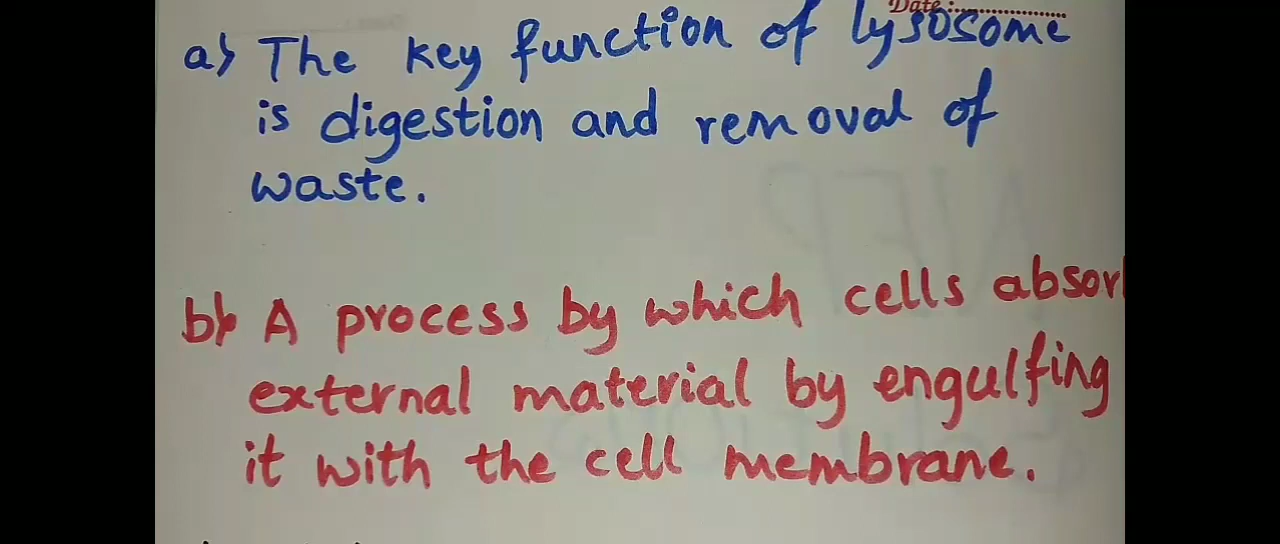 Date :....................
a) The key function of lysosome
is digestion and removal of
waste.
b) A process by which cells absor
external material by engulfing
it with the cell membrane.